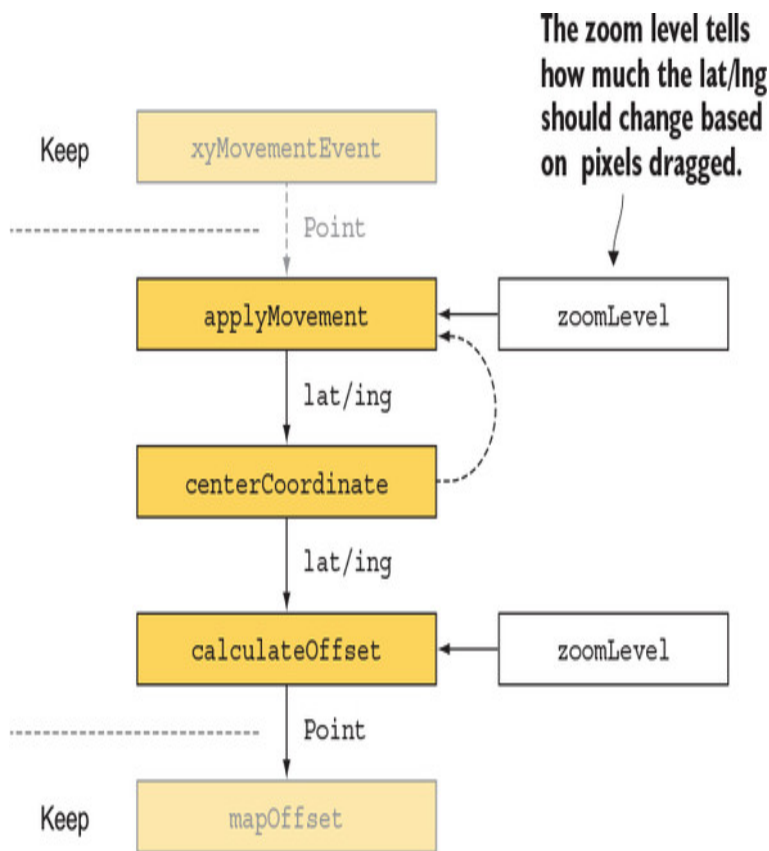 The zoom level tells
how much the lat/lng
should change based
on pixels dragged.
Keep
xyMovementEvent
Point
applyMovement
zoomLevel
lat/ing
centerCoordinate
lat/ing
calculateOffset
zoomLevel
Point
Keep
mapOffset